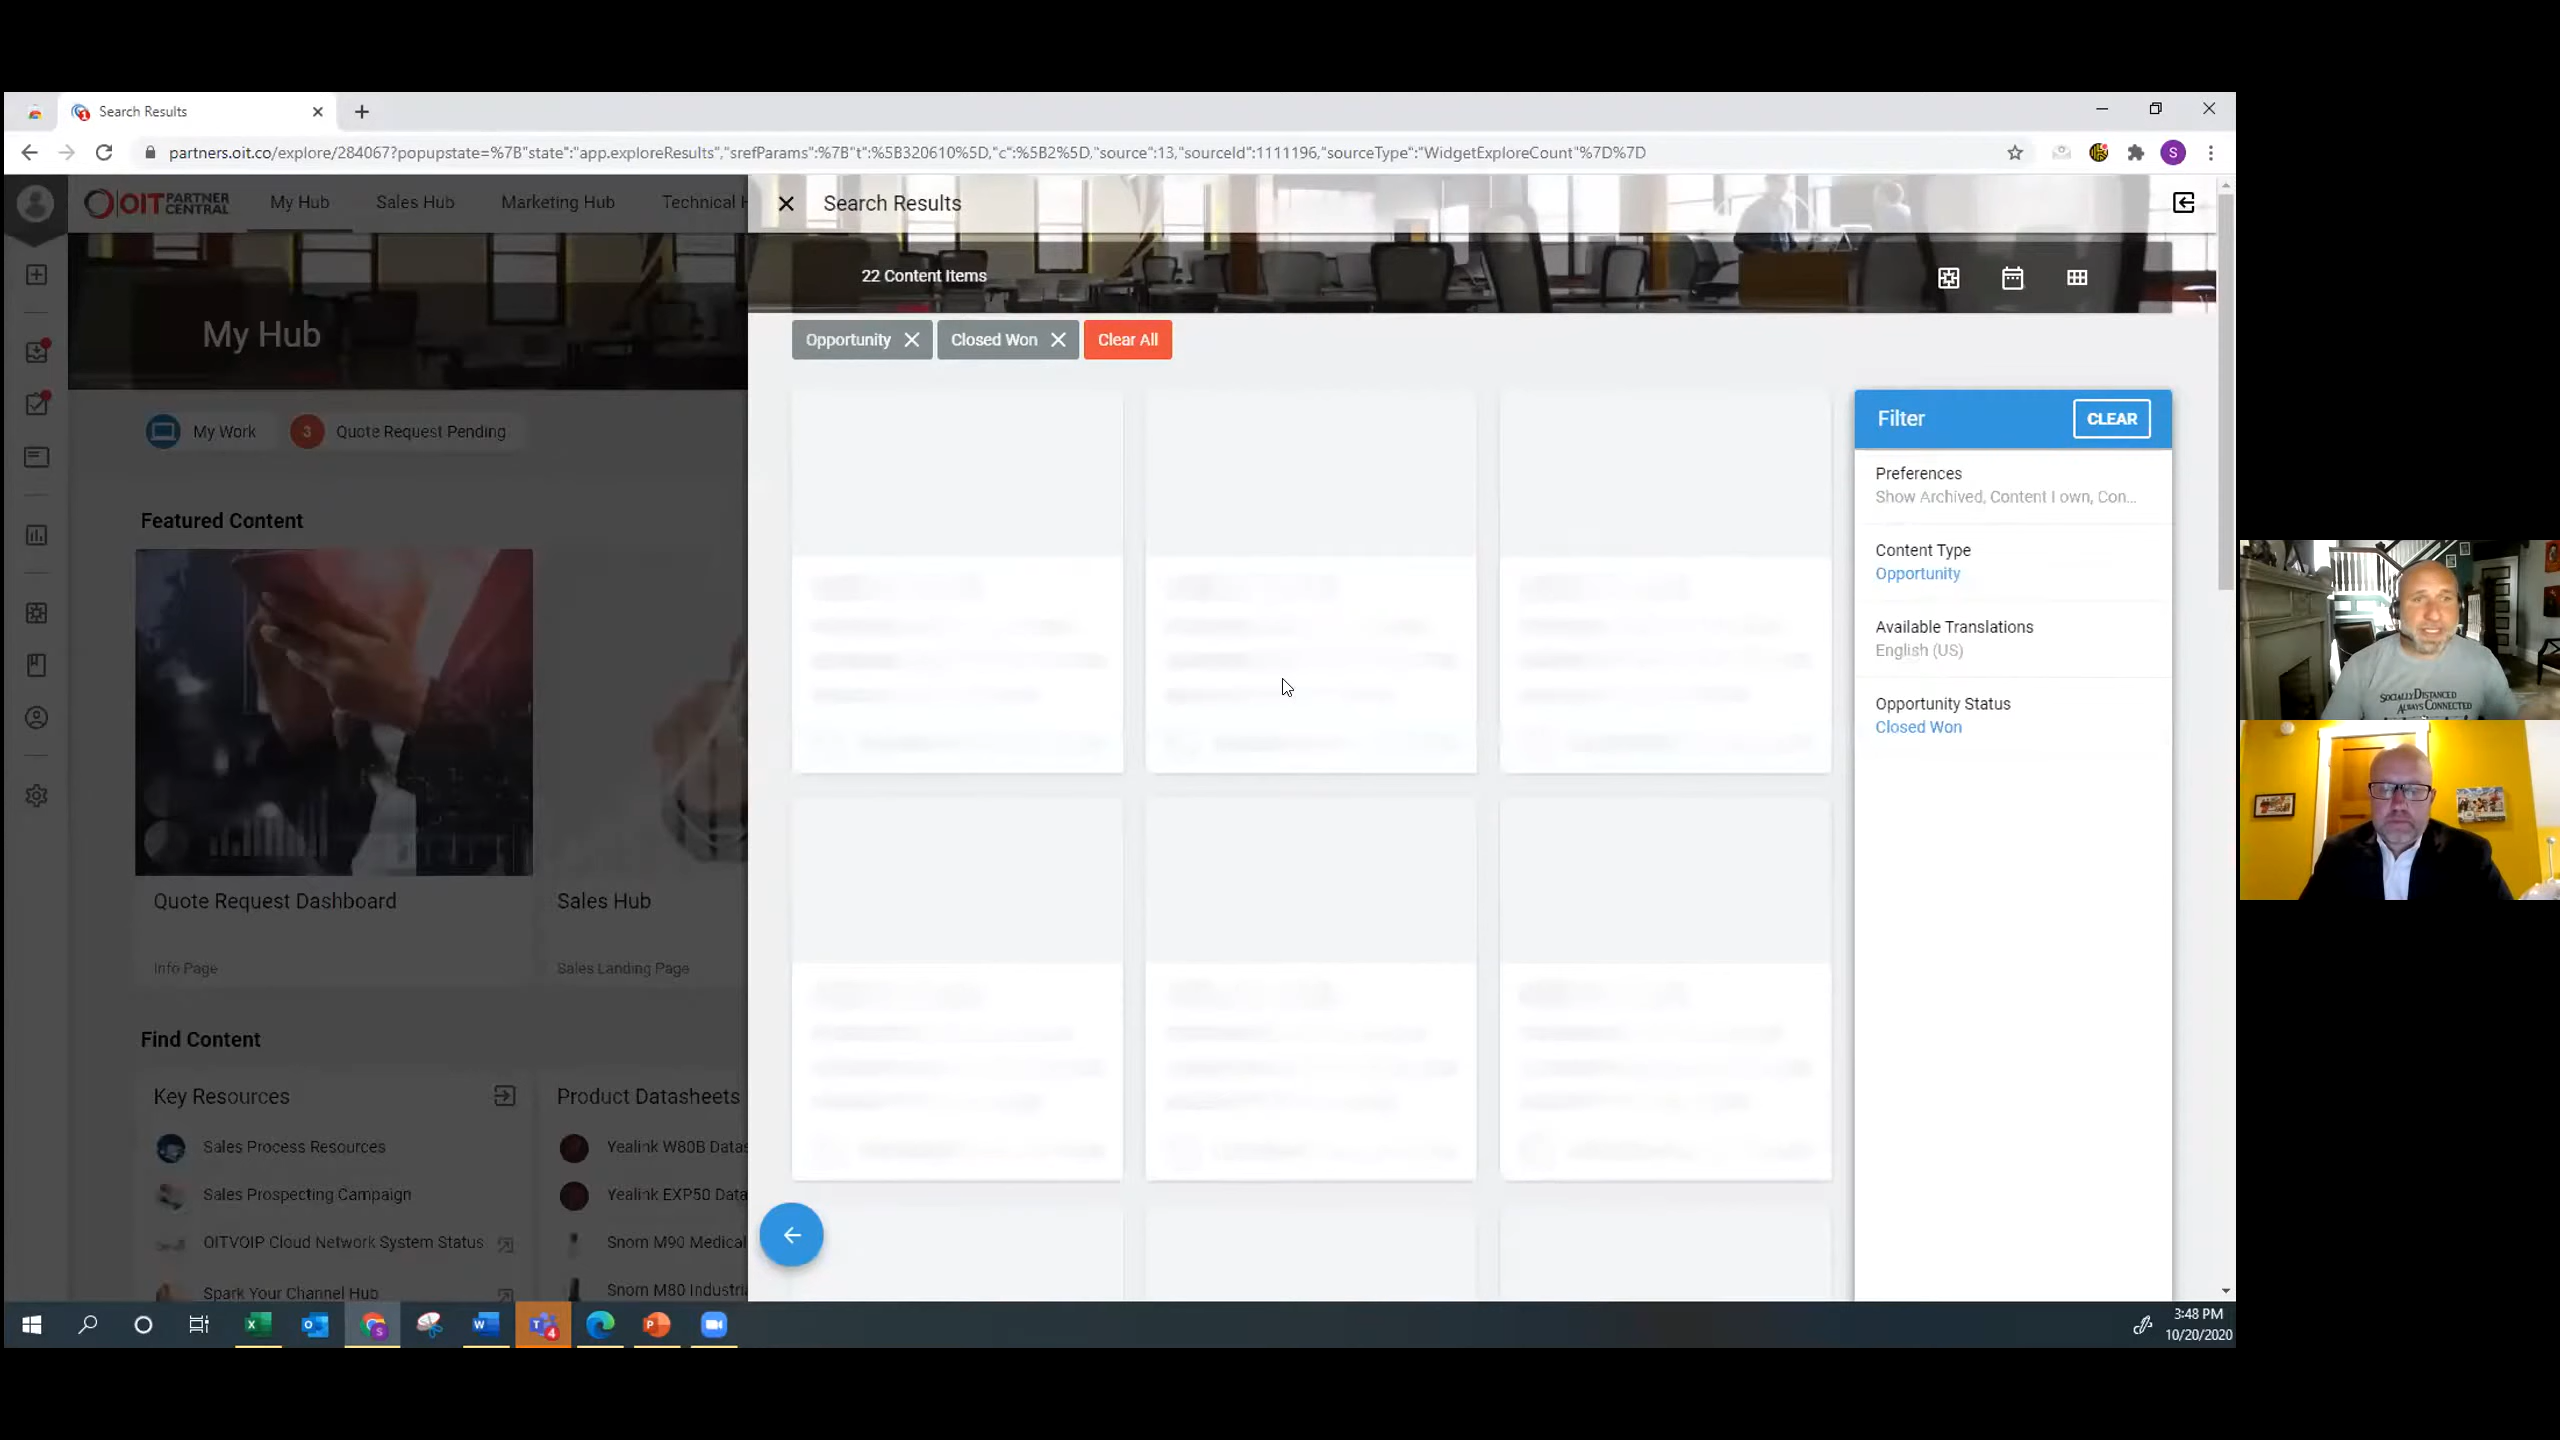 Search Results
partners.oit.co/explore/284067?popupstate=%7B"state":"app.exploreResults","srefParams":%7B"t":%5B320610%5D,"c":%5B2%5D,"source":13,"sourceId":1111196,"sourceType":"WidgetExploreCount"%7D%7D
S
OIT PARTNER CENTRAL
My Hub
Sales Hub
Marketing Hub
Technical H
Search Results
22 Content Items
My Hub
Opportunity
Closed Won
Clear All
My Work
3
Quote Request Pending
Filter
CLEAR
Preferences
Show Archived, Content I own, Con...
Content Type
Opportunity
Available Translations
English (US)
Opportunity Status
Closed Won
Featured Content
Quote Request Dashboard
Info Page
Sales Hub
Sales Landing Page
Find Content
Key Resources
Sales Process Resources
Sales Prospecting Campaign
OITVOIP Cloud Network System Status
Spark Your Channel Hub
Product Datasheets
Yealink W80B Datas
Yealink EXP50 Data
Snom M90 Medical
Snom M80 Industri
SOCIALLY DISTANCED
ALWAYS CONNECTED
4
3:48 PM
10/20/2020